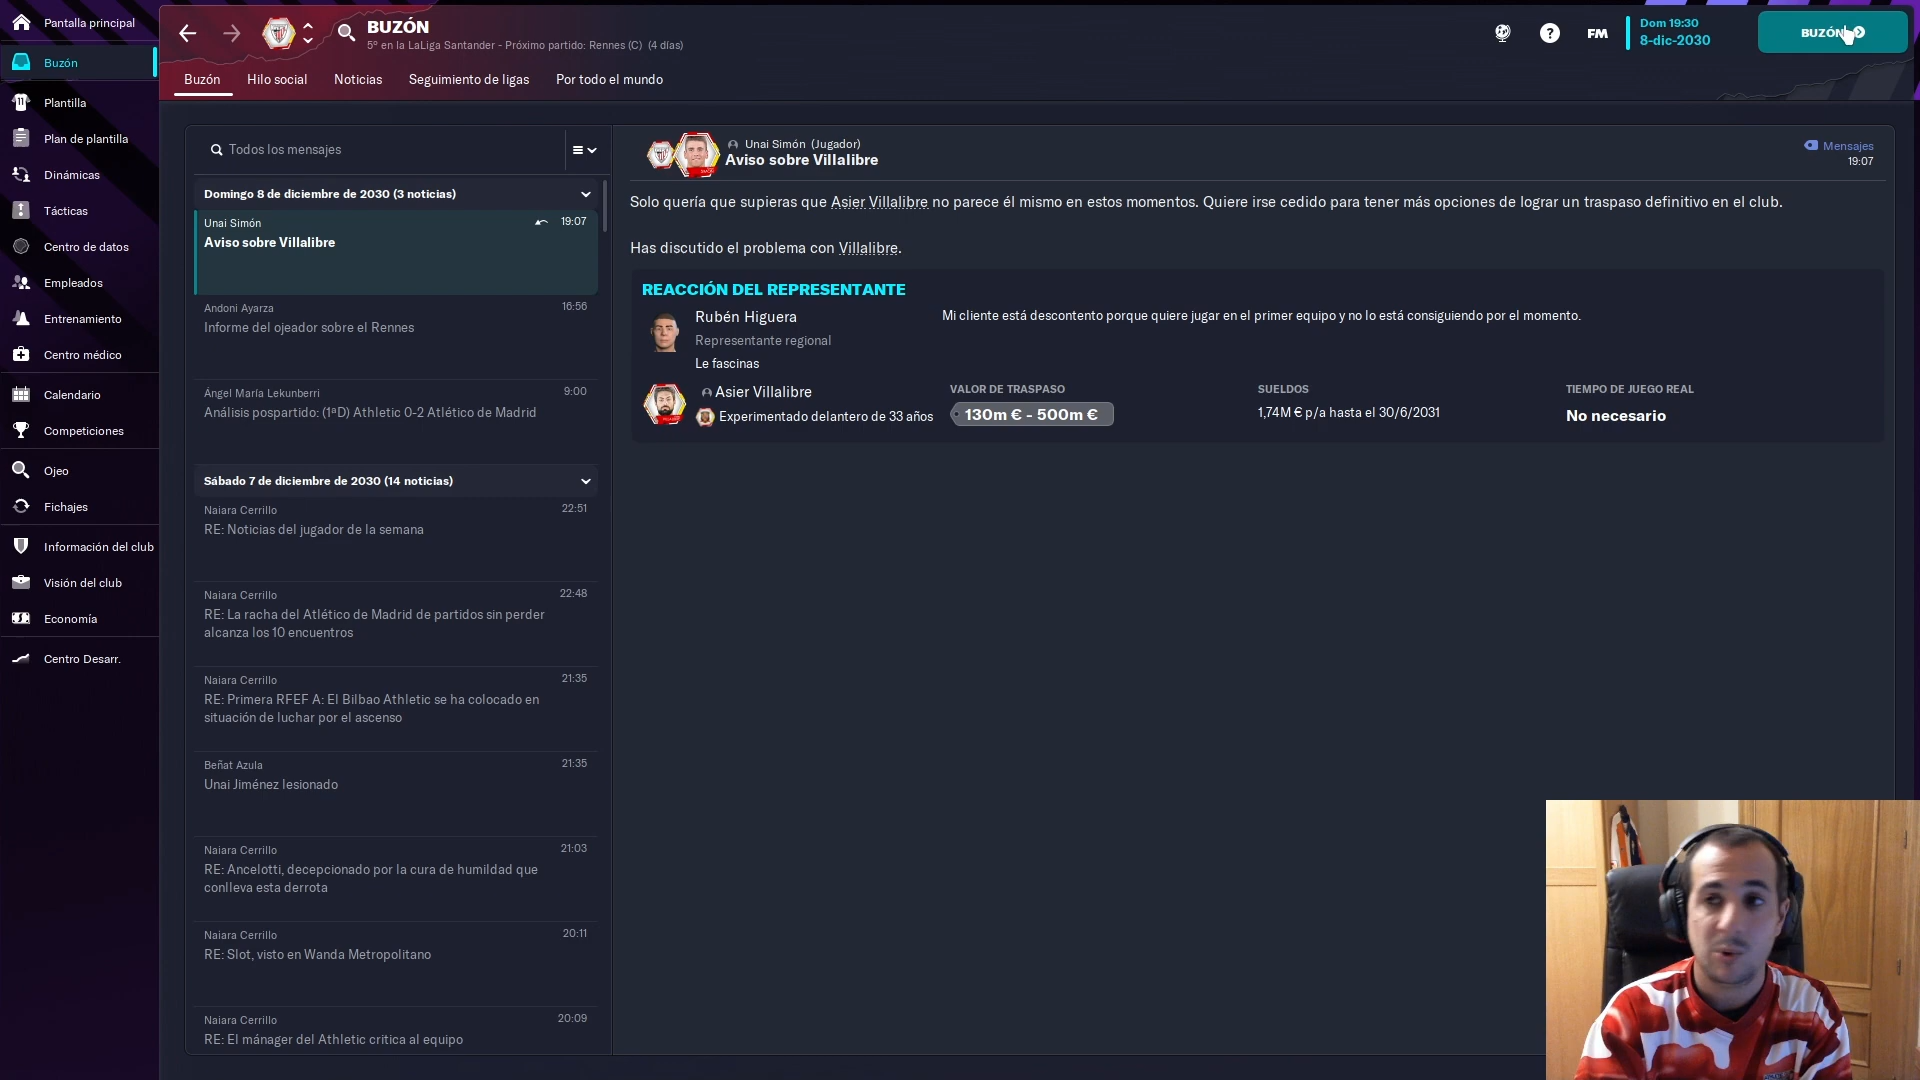 Pantalla principal
Buzón
Plantilla
Plan de plantilla
Dinámicas
Tácticas
Centro de datos
Empleados
Entrenamiento
Centro médico
Calendario
Competiciones
Ojeo
Fichajes
Información del club
Visión del club
Economía
Centro Desarr.
BUZÓN
5º en la LaLiga Santander - Próximo partido: Rennes (C) (4 días)
FM
Dom 19:30
8-dic-2030
BUZÓN
Buzón
Hilo social
Noticias
Seguimiento de ligas
Por todo el mundo
Todos los mensajes
Domingo 8 de diciembre de 2030 (3 noticias)
Unai Simón
19:07
Aviso sobre Villalibre
Andoni Ayarza
16:56
Informe del ojeador sobre el Rennes
Ángel María Lekunberri
9:00
Análisis pospartido: (1ªD) Athletic 0-2 Atlético de Madrid
Sábado 7 de diciembre de 2030 (14 noticias)
Naiara Cerrillo
22:51
RE: Noticias del jugador de la semana
Naiara Cerrillo
22:48
RE: La racha del Atlético de Madrid de partidos sin perder
alcanza los 10 encuentros
Naiara Cerrillo
21:35
RE: Primera RFEF A: El Bilbao Athletic se ha colocado en
situación de luchar por el ascenso
Beñat Azula
21:35
Unai Jiménez lesionado
Naiara Cerrillo
21:03
RE: Ancelotti, decepcionado por la cura de humildad que
conlleva esta derrota
Naiara Cerrillo
20:11
RE: Slot, visto en Wanda Metropolitano
Naiara Cerrillo
20:09
RE: El mánager del Athletic critica al equipo
Unai Simón (Jugador)
Aviso sobre Villalibre
Mensajes
19:07
Solo quería que supieras que Asier Villalibre no parece él mismo en estos momentos. Quiere irse cedido para tener más opciones de lograr un traspaso definitivo en el club.
Has discutido el problema con Villalibre.
REACCIÓN DEL REPRESENTANTE
Rubén Higuera
Representante regional
Le fascinas
Mi cliente está descontento porque quiere jugar en el primer equipo y no lo está consiguiendo por el momento.
Asier Villalibre
Experimentado delantero de 33 años
VALOR DE TRASPASO
130m € - 500m €
SUELDOS
1,74M € p/a hasta el 30/6/2031
TIEMPO DE JUEGO REAL
No necesario